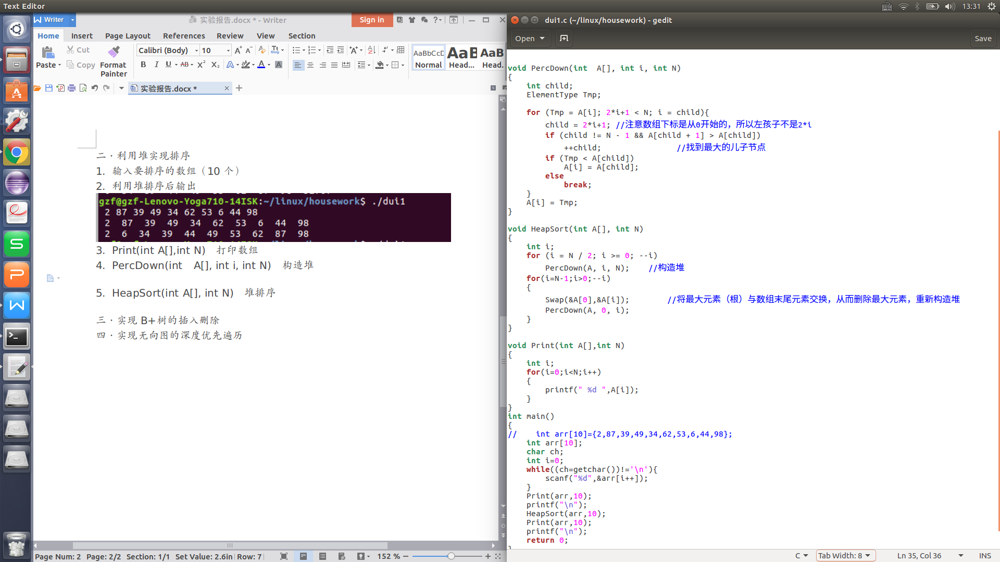 Text Editor
13:31
Writer
实验报告.docx * - Writer
Sign in
Home Insert Page Layout References Review View Section
Paste
Cut
Copy
Format Painter
Calibri (Body) 10
AaBbCcD
Normal
AaB
Head...
AaB
Head.
实验报告.docx *
二·利用堆实现排序
1. 输入要排序的数组（10 个）
2. 利用堆排序后输出
gzf@gzf-Lenovo-Yoga710-14ISK:~/linux/housework$ ./dui1
2 87 39 49 34 62 53 6 44 98
2 87 39 49 34 62 53 6 44 98
2 6 34 39 44 49 53 62 87 98
3. Print(int A[],int N) 打印数组
4. PercDown(int A[], int i, int N) 构造堆
5. HeapSort(int A[], int N) 堆排序
三·实现 B+树的插入删除
四·实现无向图的深度优先遍历
Page Num: 2 Page: 2/2 Section: 1/1 Set Value: 2.6in Row: 7
152 %
dui1.c (~/linux/housework) - gedit
Open
Save
void PercDown(int  A[], int i, int N)
{
    int child;
    ElementType Tmp;
    for (Tmp = A[i]; 2*i+1 < N; i = child){
        child = 2*i+1; //注意数组下标是从0开始的，所以左孩子不是2*i
        if (child != N - 1 && A[child + 1] > A[child])
            ++child;                //找到最大的儿子节点
        if (Tmp < A[child])
            A[i] = A[child];
        else
            break;
    }
    A[i] = Tmp;
}
void HeapSort(int A[], int N)
{
    int i;
    for (i = N / 2; i >= 0; --i)
        PercDown(A, i, N);    //构造堆
    for(i=N-1;i>0;--i)
    {
        Swap(&A[0],&A[i]);        //将最大元素（根）与数组末尾元素交换，从而删除最大元素，重新构造堆
        PercDown(A, 0, i);
    }
}
void Print(int A[],int N)
{
    int i;
    for(i=0;i<N;i++)
    {
        printf(" %d ",A[i]);
    }
}
int main()
{
//    int arr[10]={2,87,39,49,34,62,53,6,44,98};
    int arr[10];
    char ch;
    int i=0;
    while((ch=getchar())!='\n'){
        scanf("%d",&arr[i++]);
    }
    Print(arr,10);
    printf("\n");
    HeapSort(arr,10);
    Print(arr,10);
    printf("\n");
    return 0;
C
Tab Width: 8
Ln 35, Col 36
INS